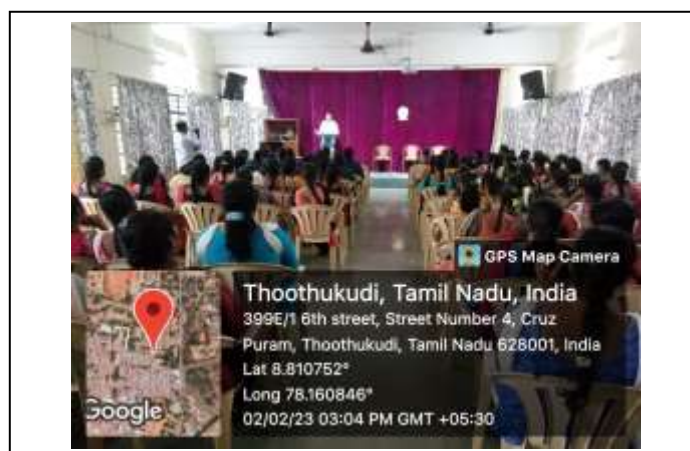 GPS Map Camera
Thoothukudi, Tamil Nadu, India
399E/1 6th street, Street Number 4, Cruz
Puram, Thoothukudi, Tamil Nadu 628001, India
Lat 8.810752°
Long 78.160846°
02/02/23 03:04 PM GMT +05:30
Google